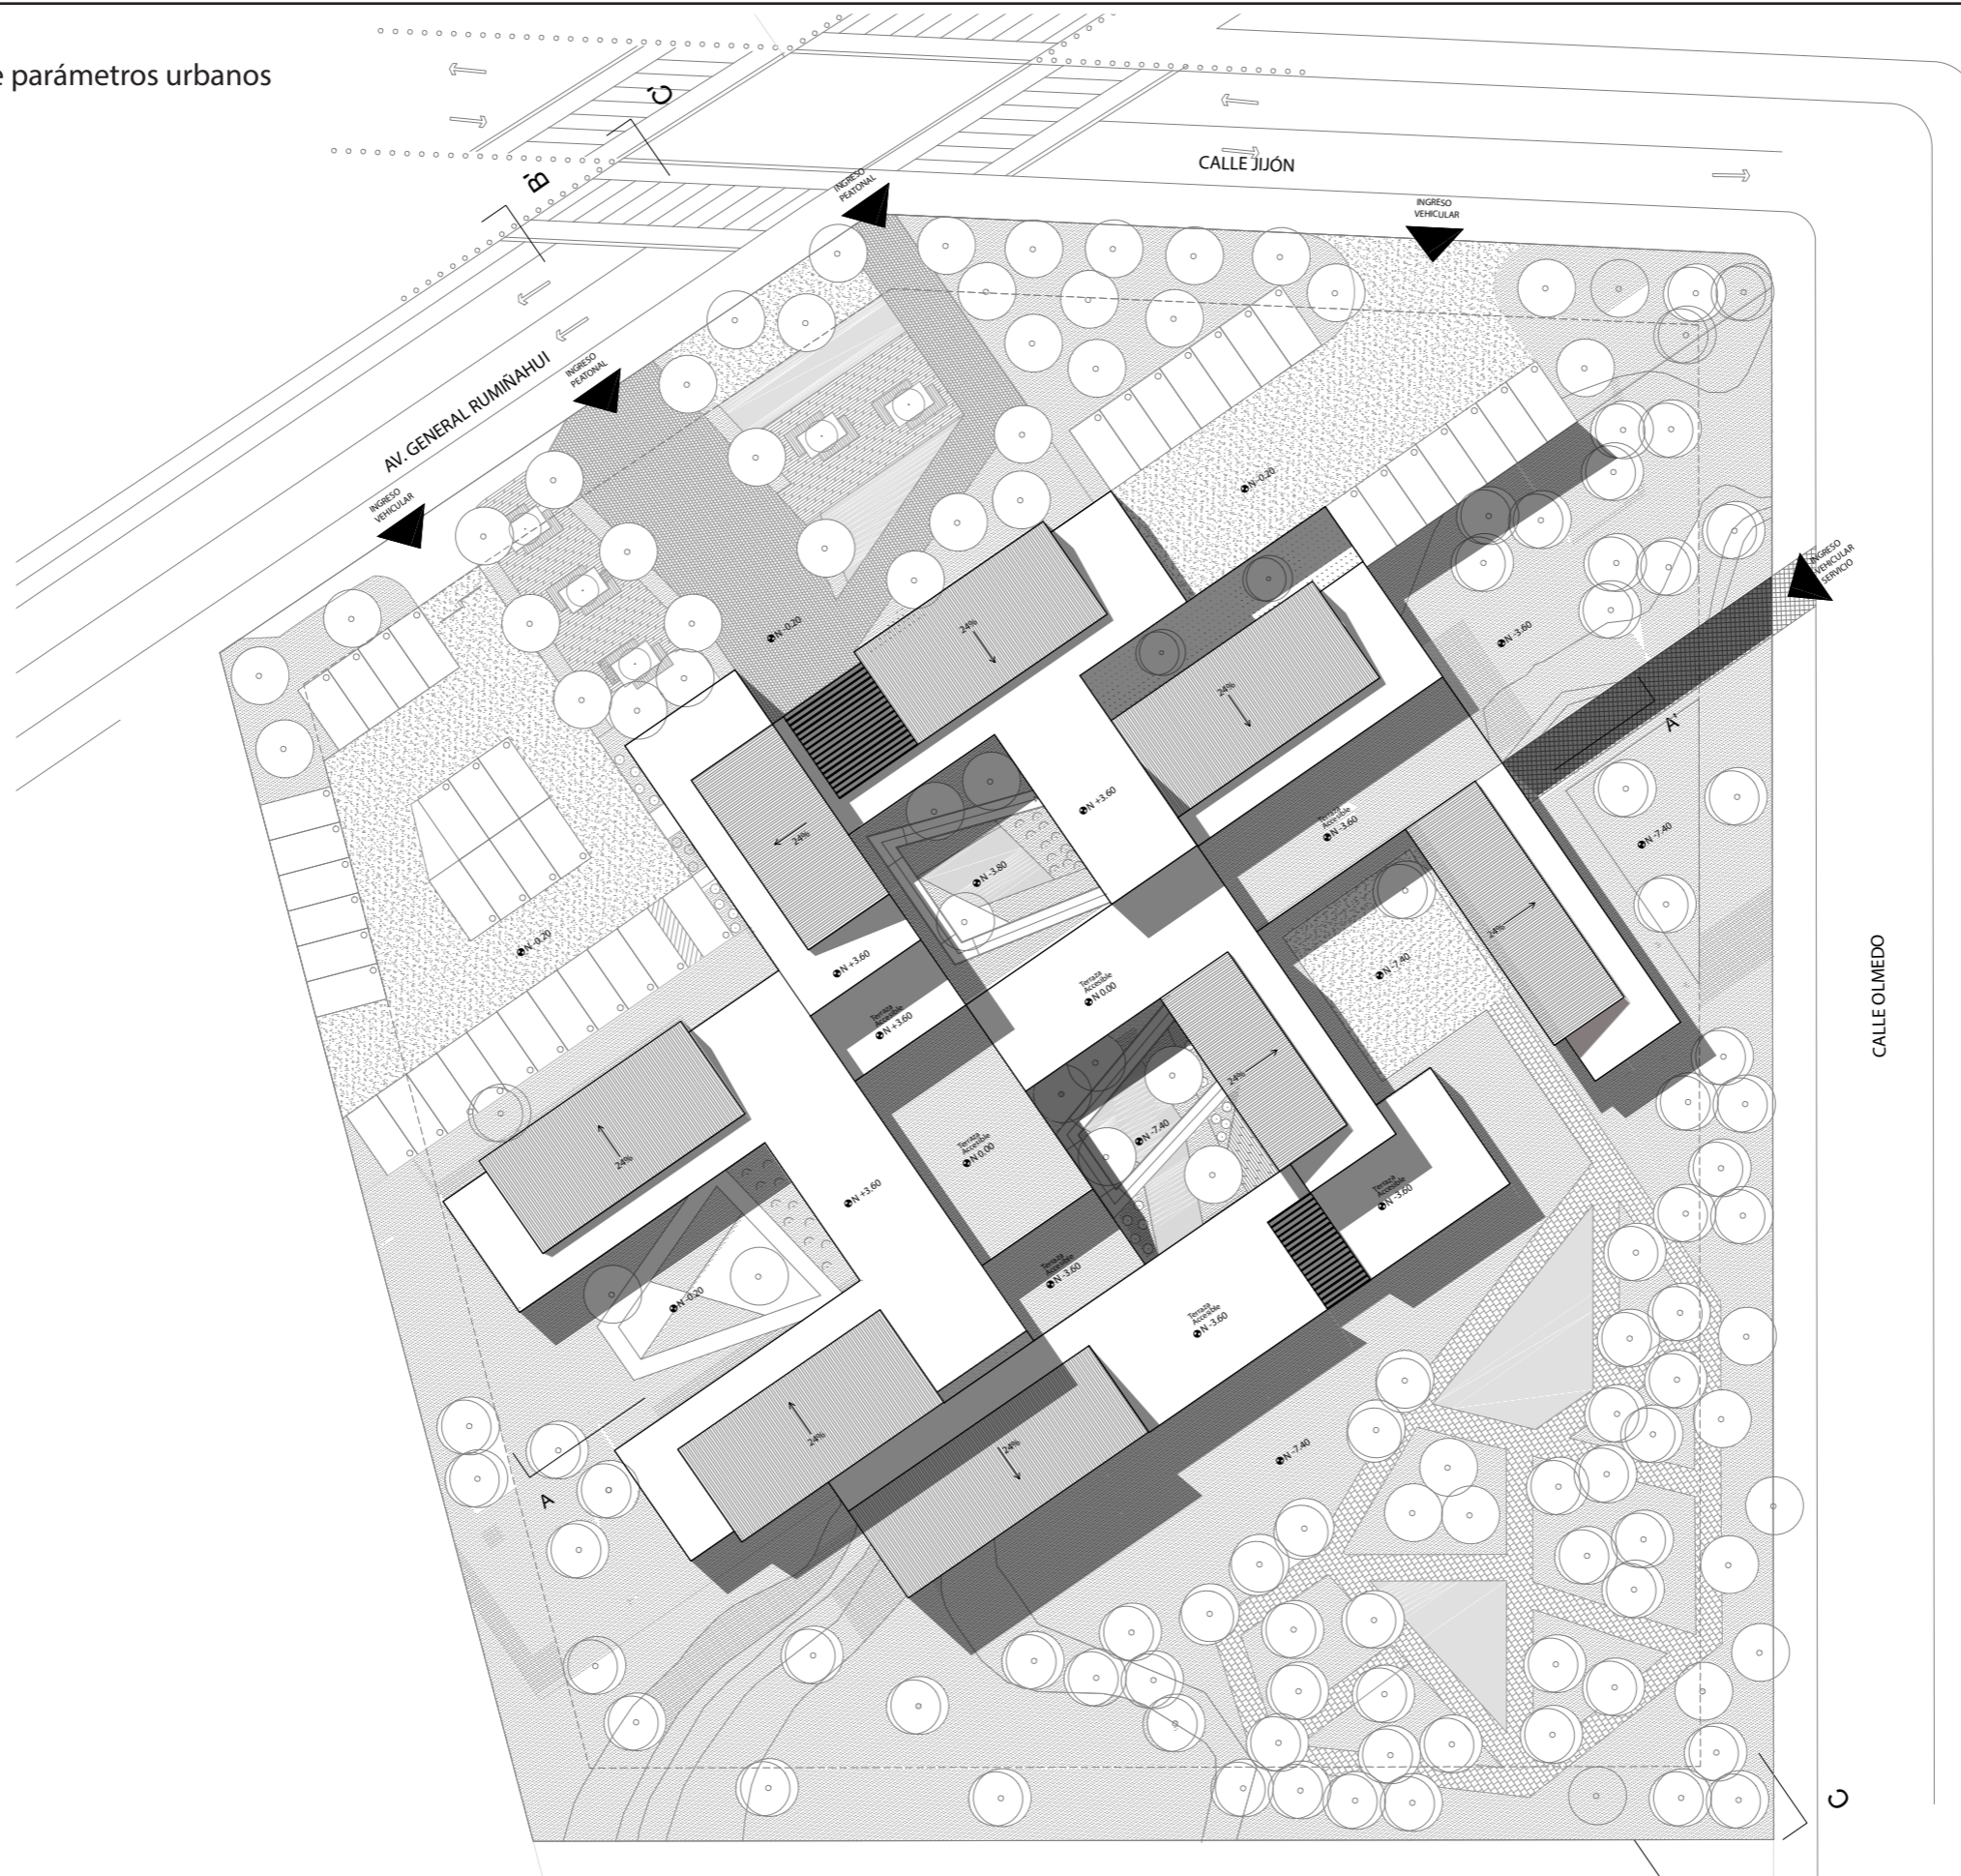 e parámetros urbanos
C'
B'
INGRESO
PEATONAL
CALLE JIJÓN
INGRESO
VEHICULAR
AV. GENERAL RUMIÑAHUI
INGRESO
PEATONAL
INGRESO
VEHICULAR
N -0.20
INGRESO
VEHICULAR
SERVICIO
N -0.20
24%
N -3.60
24%
A'
N +3.60
Terraza
Accesible
N -3.60
24%
N -7.40
N -3.80
24%
N -0.20
N +3.60
N -7.40
Terraza
Accesible
N 0.00
CALLE OLMEDO
Terraza
Accesible
N +3.60
24%
N -7.40
Terraza
Accesible
N 0.00
24%
N +3.60
Terraza
Accesible
N -3.60
Terraza
Accesible
N -3.60
N -0.20
Terraza
Accesible
N -3.60
24%
24%
N -7.40
A
C